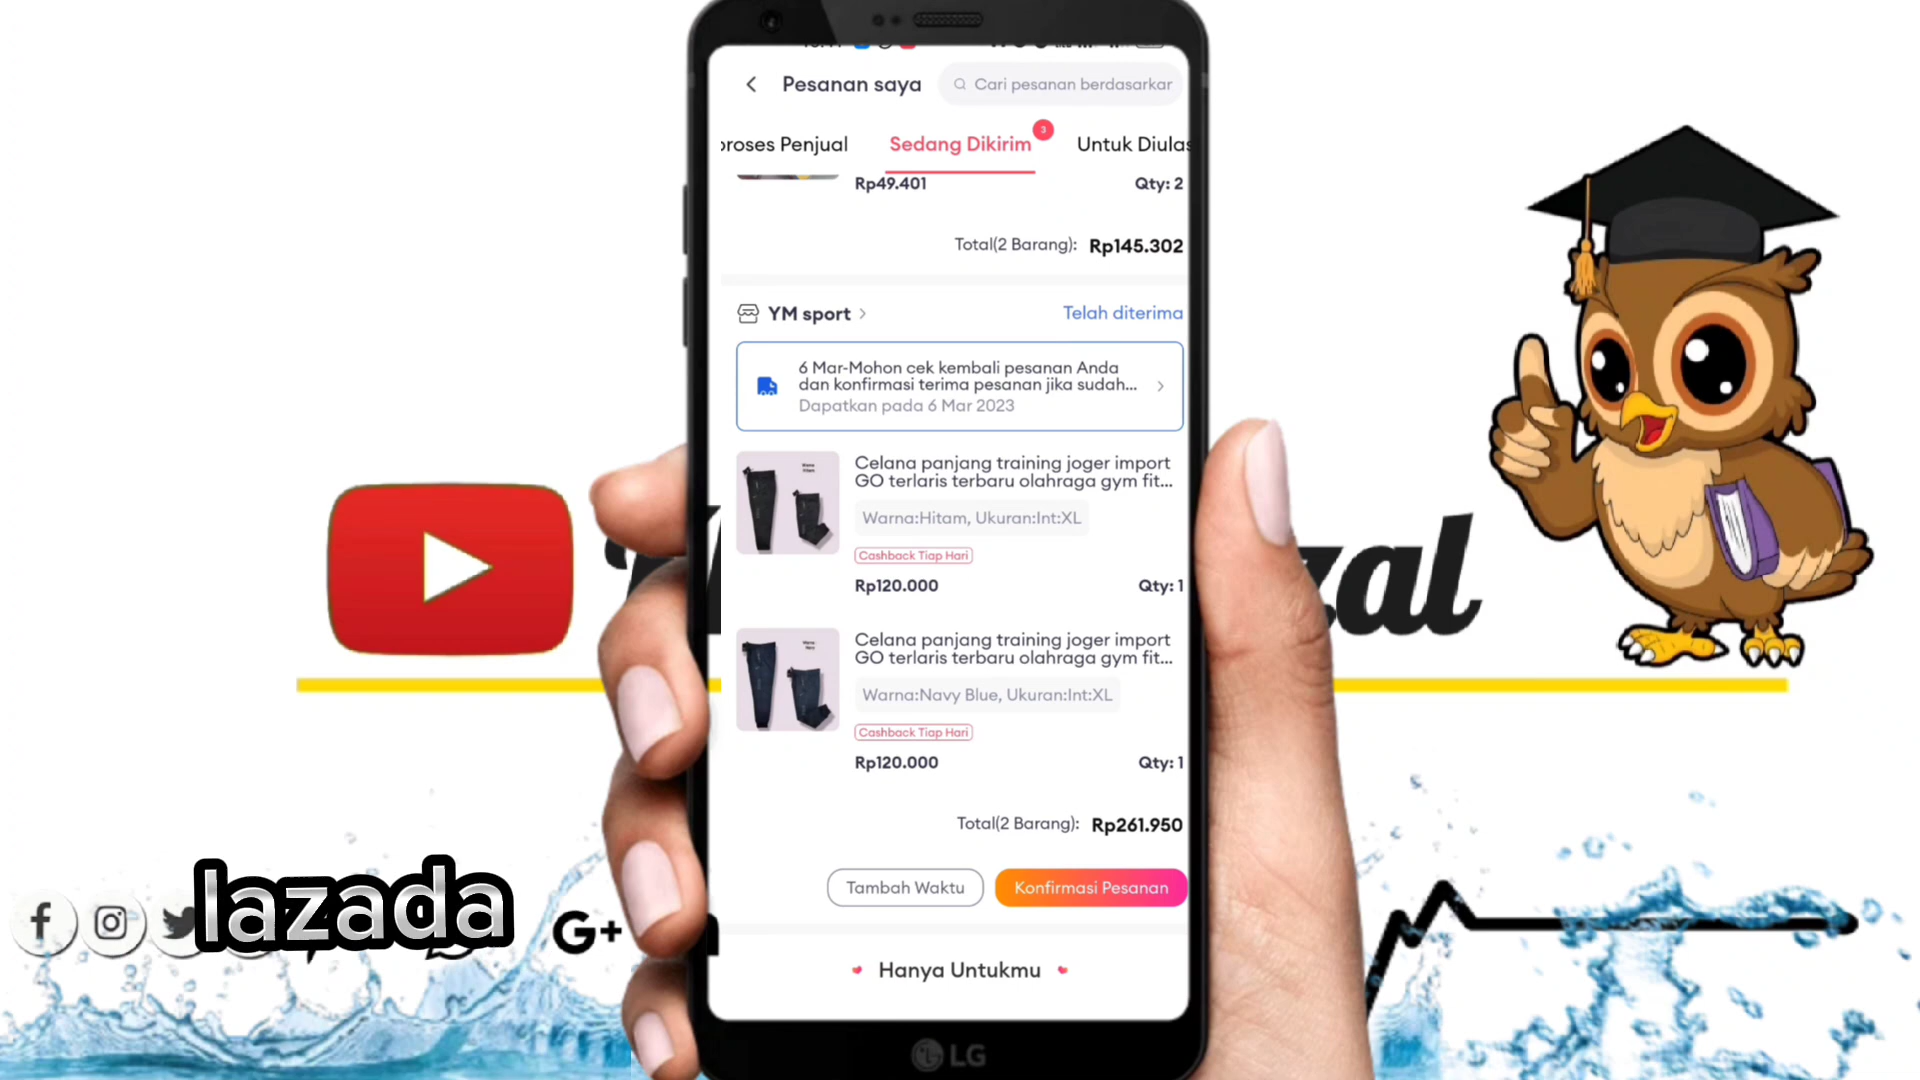 Pesanan saya
Cari pesanan berdasarkar
proses Penjual
Sedang Dikirim
3
Untuk Diulas
Rp49.401
Qty: 2
Total(2 Barang): Rp145.302
YM sport
Telah diterima
6 Mar-Mohon cek kembali pesanan Anda
dan konfirmasi terima pesanan jika sudah...
Dapatkan pada 6 Mar 2023
Celana panjang training joger import
GO terlaris terbaru olahraga gym fit...
Warna:Hitam, Ukuran:Int:XL
Cashback Tiap Hari
Rp120.000
Qty: 1
Celana panjang training joger import
GO terlaris terbaru olahraga gym fit...
Warna:Navy Blue, Ukuran:Int:XL
Cashback Tiap Hari
Rp120.000
Qty: 1
Total(2 Barang): Rp261.950
Tambah Waktu
Konfirmasi Pesanan
Hanya Untukmu
zal
lazada
G+
LG